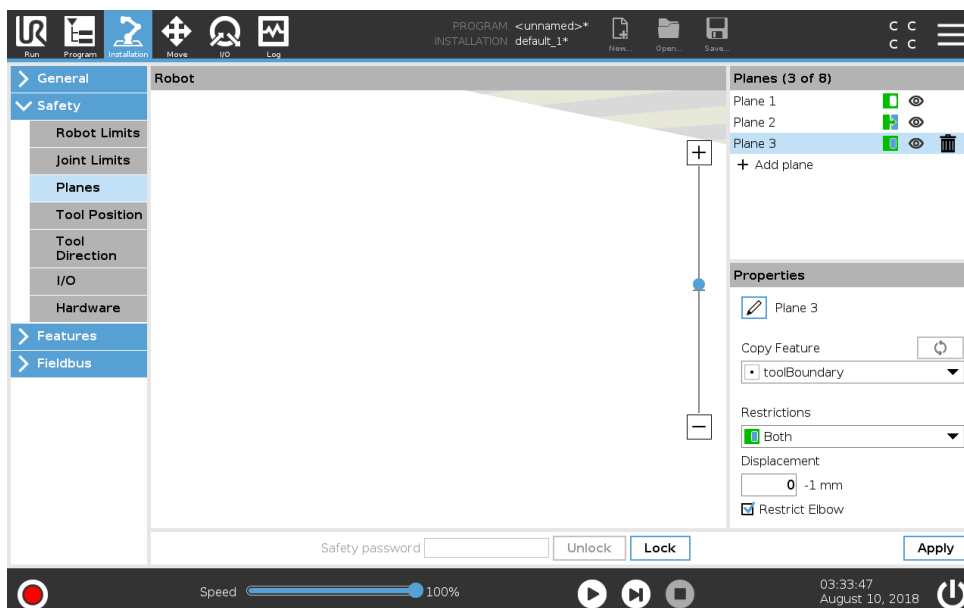 UR
PROGRAM <unnamed>*
INSTALLATION default_1*
Run Program Installation Move I/O Log New... Open... Save...
C C
C C
General
Safety
Robot Limits
Joint Limits
Planes
Tool Position
Tool
Direction
I/O
Hardware
Features
Fieldbus
Robot
Planes (3 of 8)
Plane 1
Plane 2
Plane 3
+ Add plane
Properties
Plane 3
Copy Feature
toolBoundary
Restrictions
Both
Displacement
0 -1 mm
Restrict Elbow
Safety password Unlock Lock Apply
Speed 100%
03:33:47
August 10, 2018